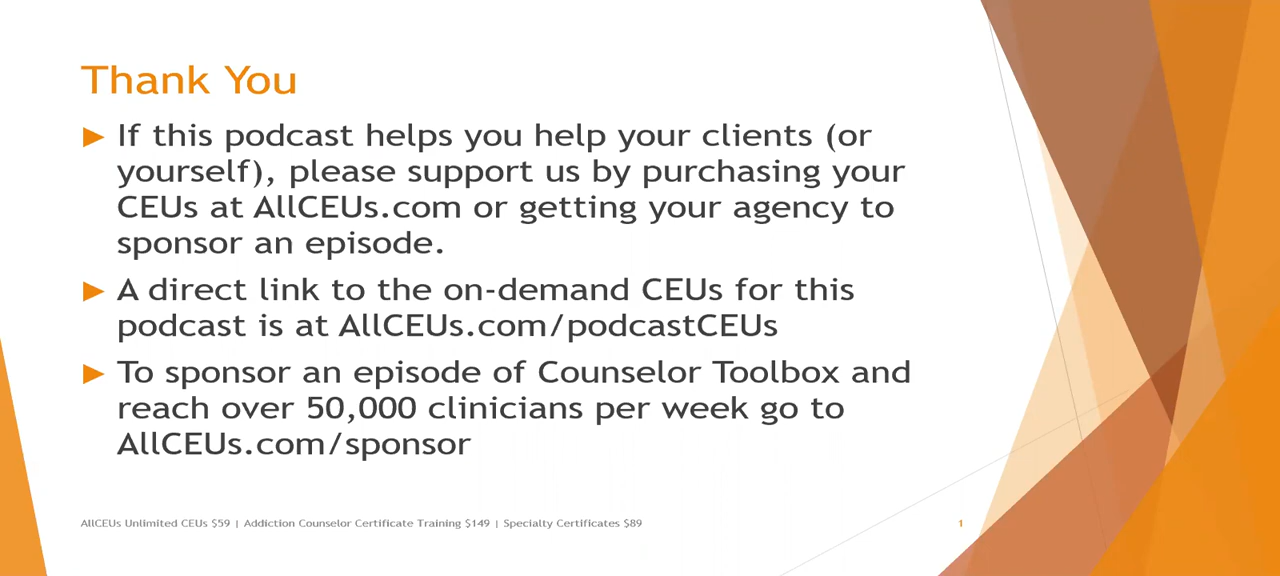 Thank You
If this podcast helps you help your clients (or
yourself), please support us by purchasing your
CEUs at AllCEUs.com or getting your agency to
sponsor an episode.
A direct link to the on-demand CEUs for this
podcast is at AllCEUs.com/podcastCEUs
To sponsor an episode of Counselor Toolbox and
reach over 50,000 clinicians per week go to
AllCEUs.com/sponsor
AllCEUs Unlimited CEUs $59 | Addiction Counselor Certificate Training $149 | Specialty Certificates $89
1